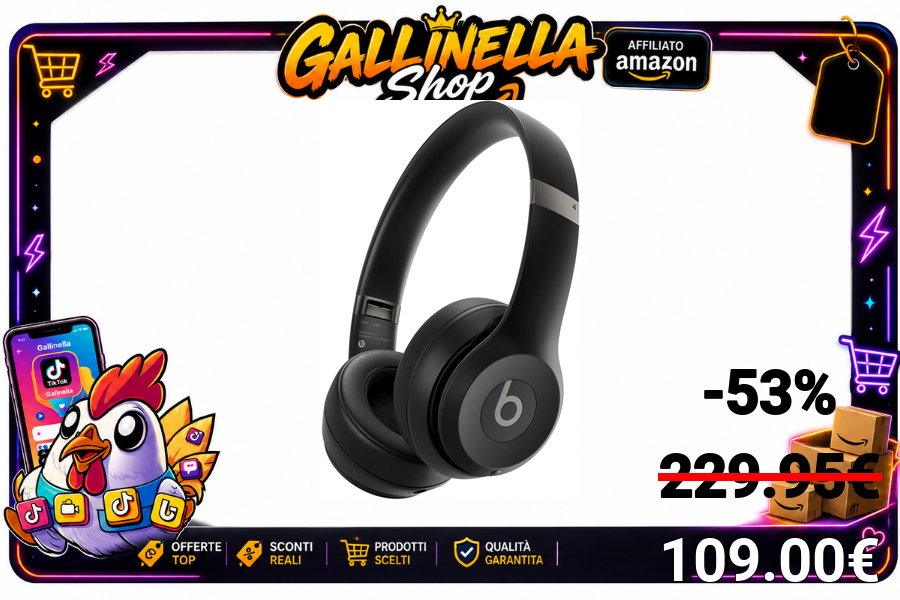 GALLINELLA
Shop
AFFILIATO
amazon
Gallinella
TikTok
Gallinella
b
-53%
229.95€
109.00€
OFFERTE
TOP
SCONTI
REALI
PRODOTTI
SCELTI
QUALITÀ
GARANTITA